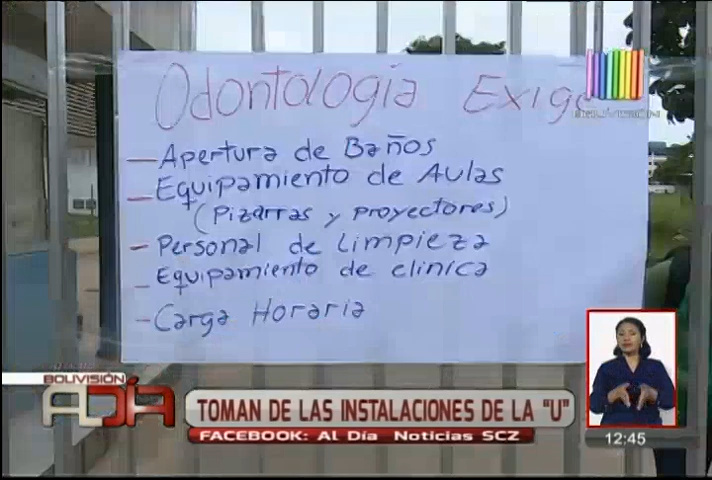 Odontologia Exige
— Apertura de Baños
— Equipamiento de Aulas
(Pizarras y proyectores)
— Personal de Limpieza
— Equipamiento de clinica
— Carga Horaria
BOLIVISIÓN
BOLIVISIÓN
AL DÍA
TOMAN DE LAS INSTALACIONES DE LA "U"
FACEBOOK: Al Día Noticias SCZ
12:45